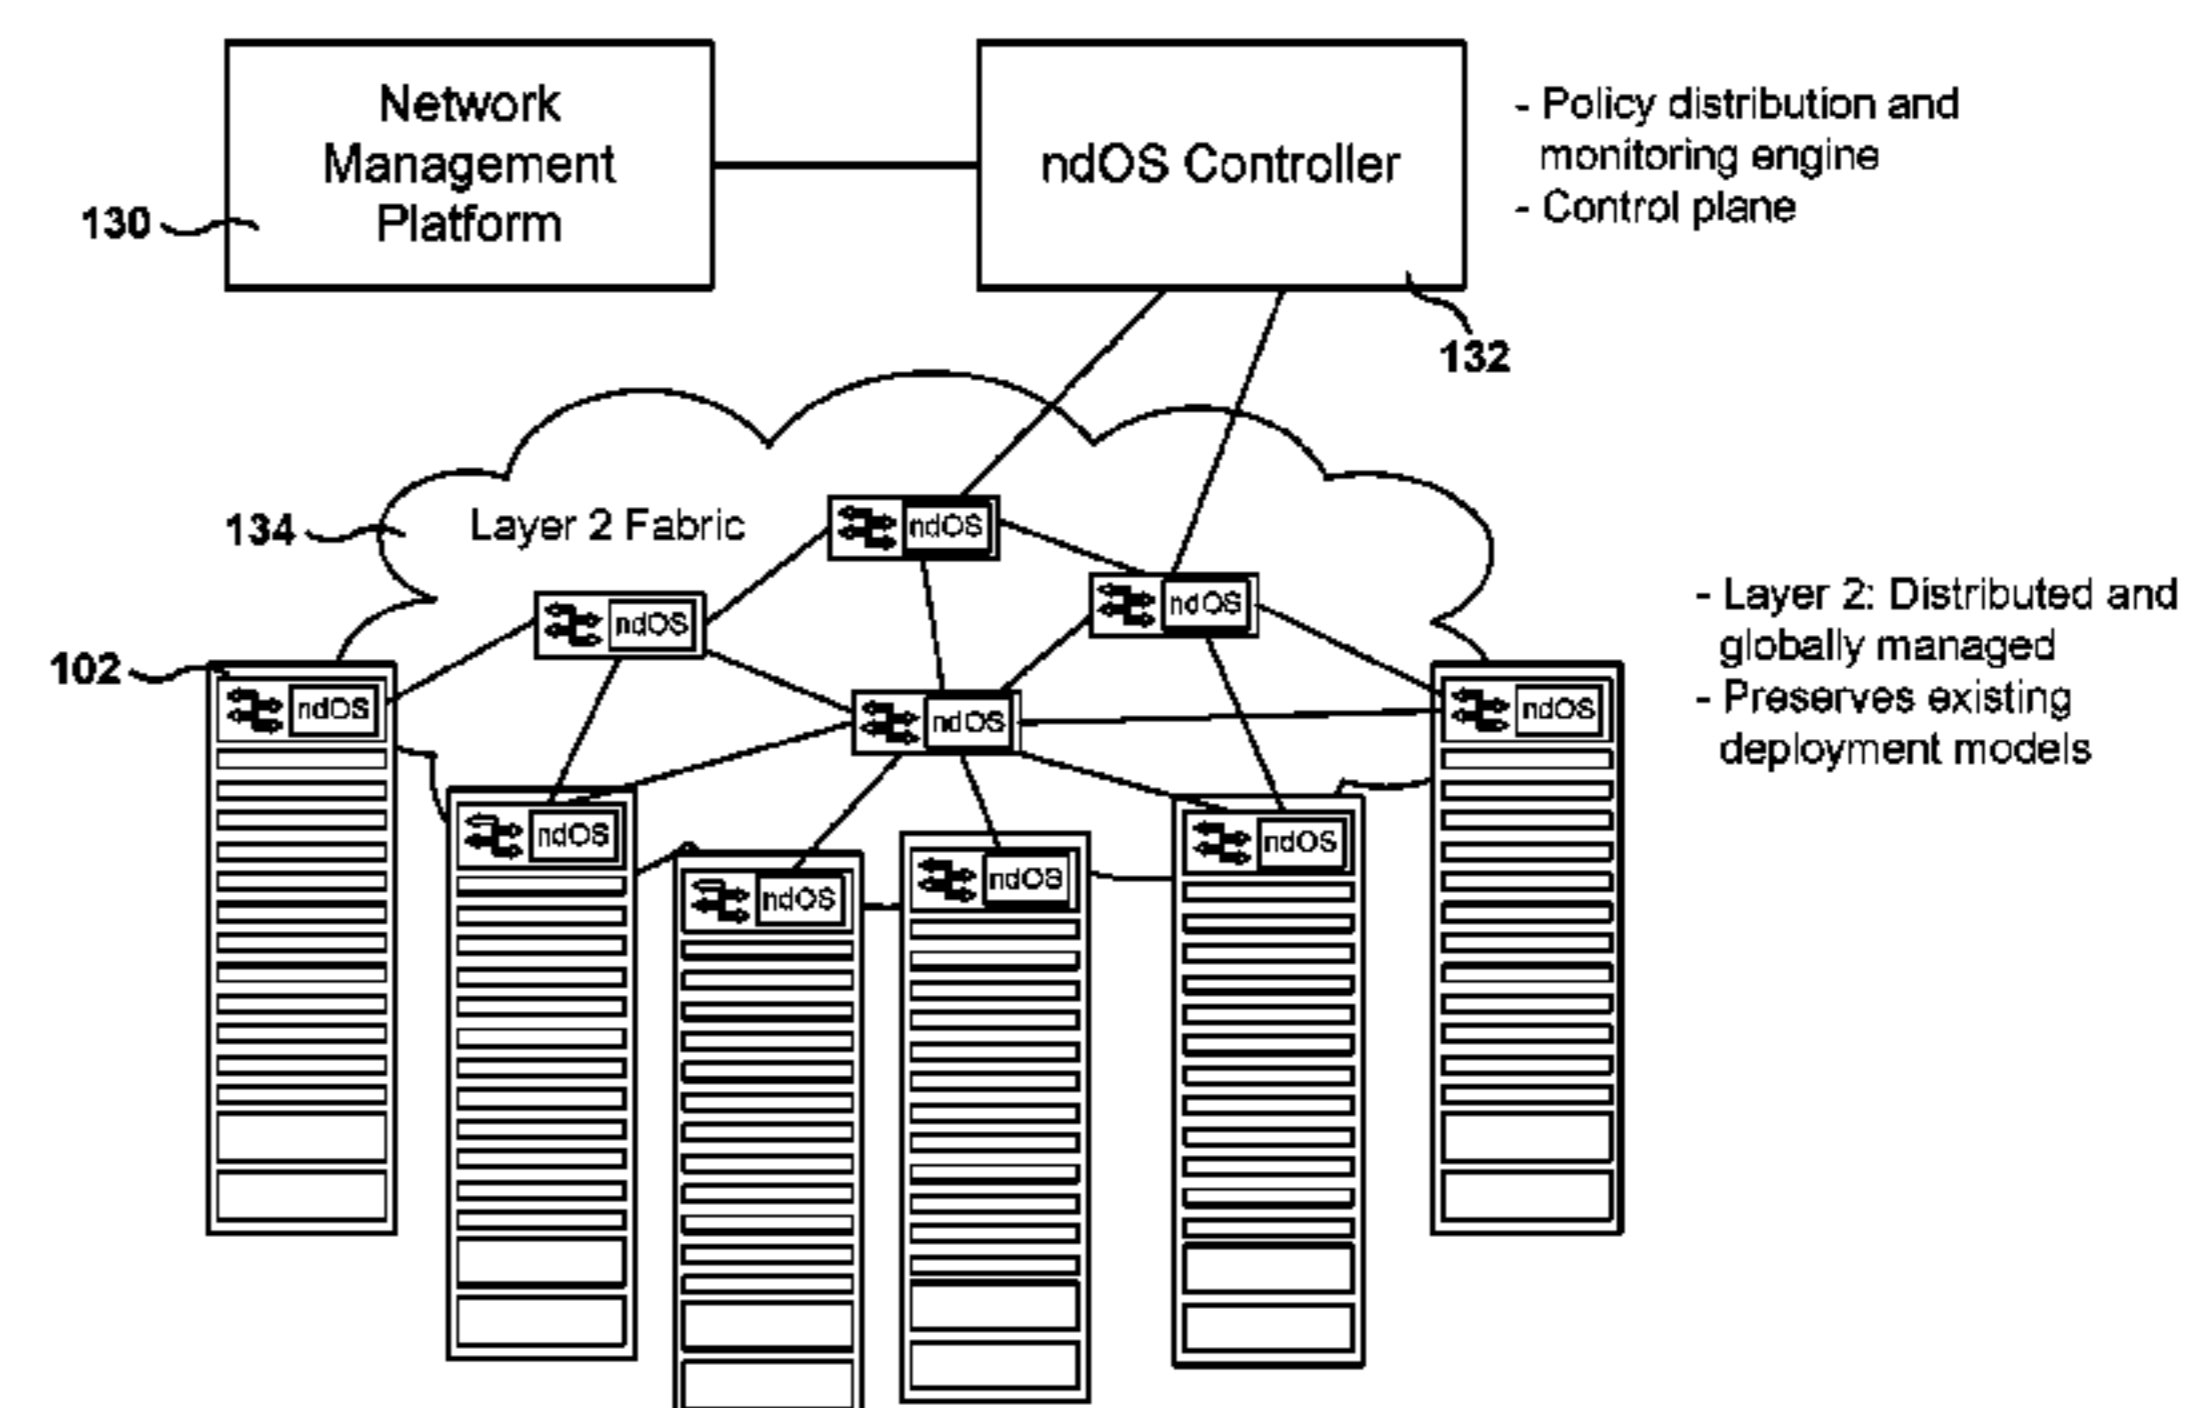 Network
Management
Platform
130
ndOS Controller
- Policy distribution and
monitoring engine
- Control plane
132
134
Layer 2 Fabric
ndOS
ndOS
ndOS
- Layer 2: Distributed and
globally managed
- Preserves existing
deployment models
102
ndOS
ndOS
ndOS
ndOS
ndOS
ndOS
ndOS